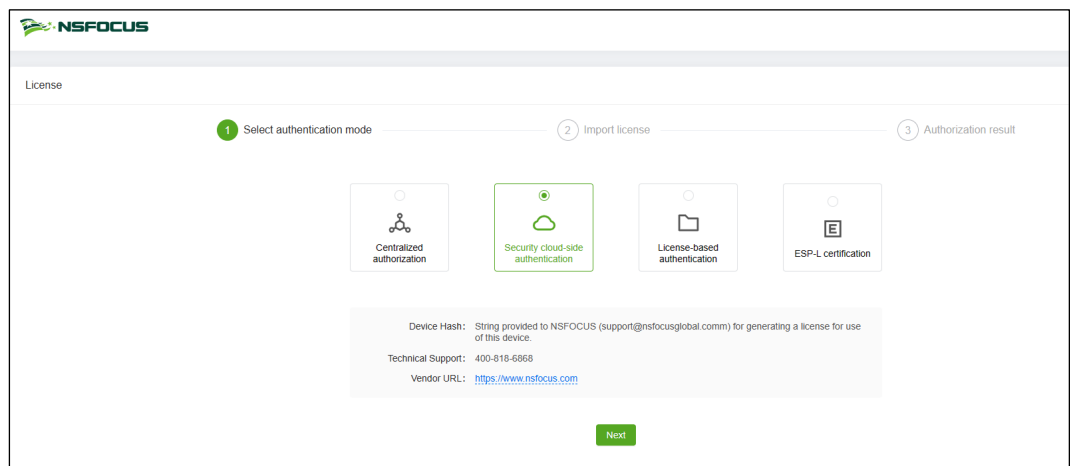 NSFOCUS
License
1 Select authentication mode
2 Import license
3 Authorization result
Centralized
authorization
Security cloud-side
authentication
License-based
authentication
E
ESP-L certification
Device Hash: String provided to NSFOCUS (support@nsfocusglobal.comm) for generating a license for use
of this device.
Technical Support: 400-818-6868
Vendor URL: https://www.nsfocus.com
Next